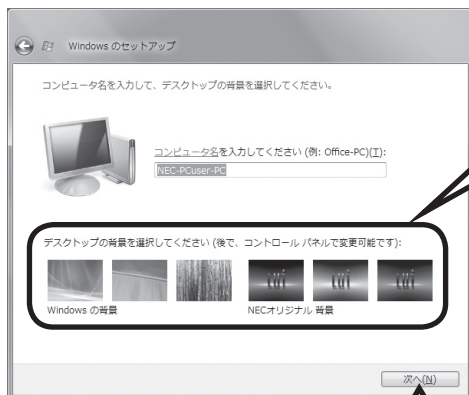 Windows のセットアップ
コンピュータ名を入力して、デスクトップの背景を選択してください。
コンピュータ名を入力してください (例: Office-PC)(T):
NEC-PCuser-PC
デスクトップの背景を選択してください (後で、コントロール パネルで変更可能です):
Lui Lui Lui
Windows の背景 NECオリジナル 背景
次へ(N)